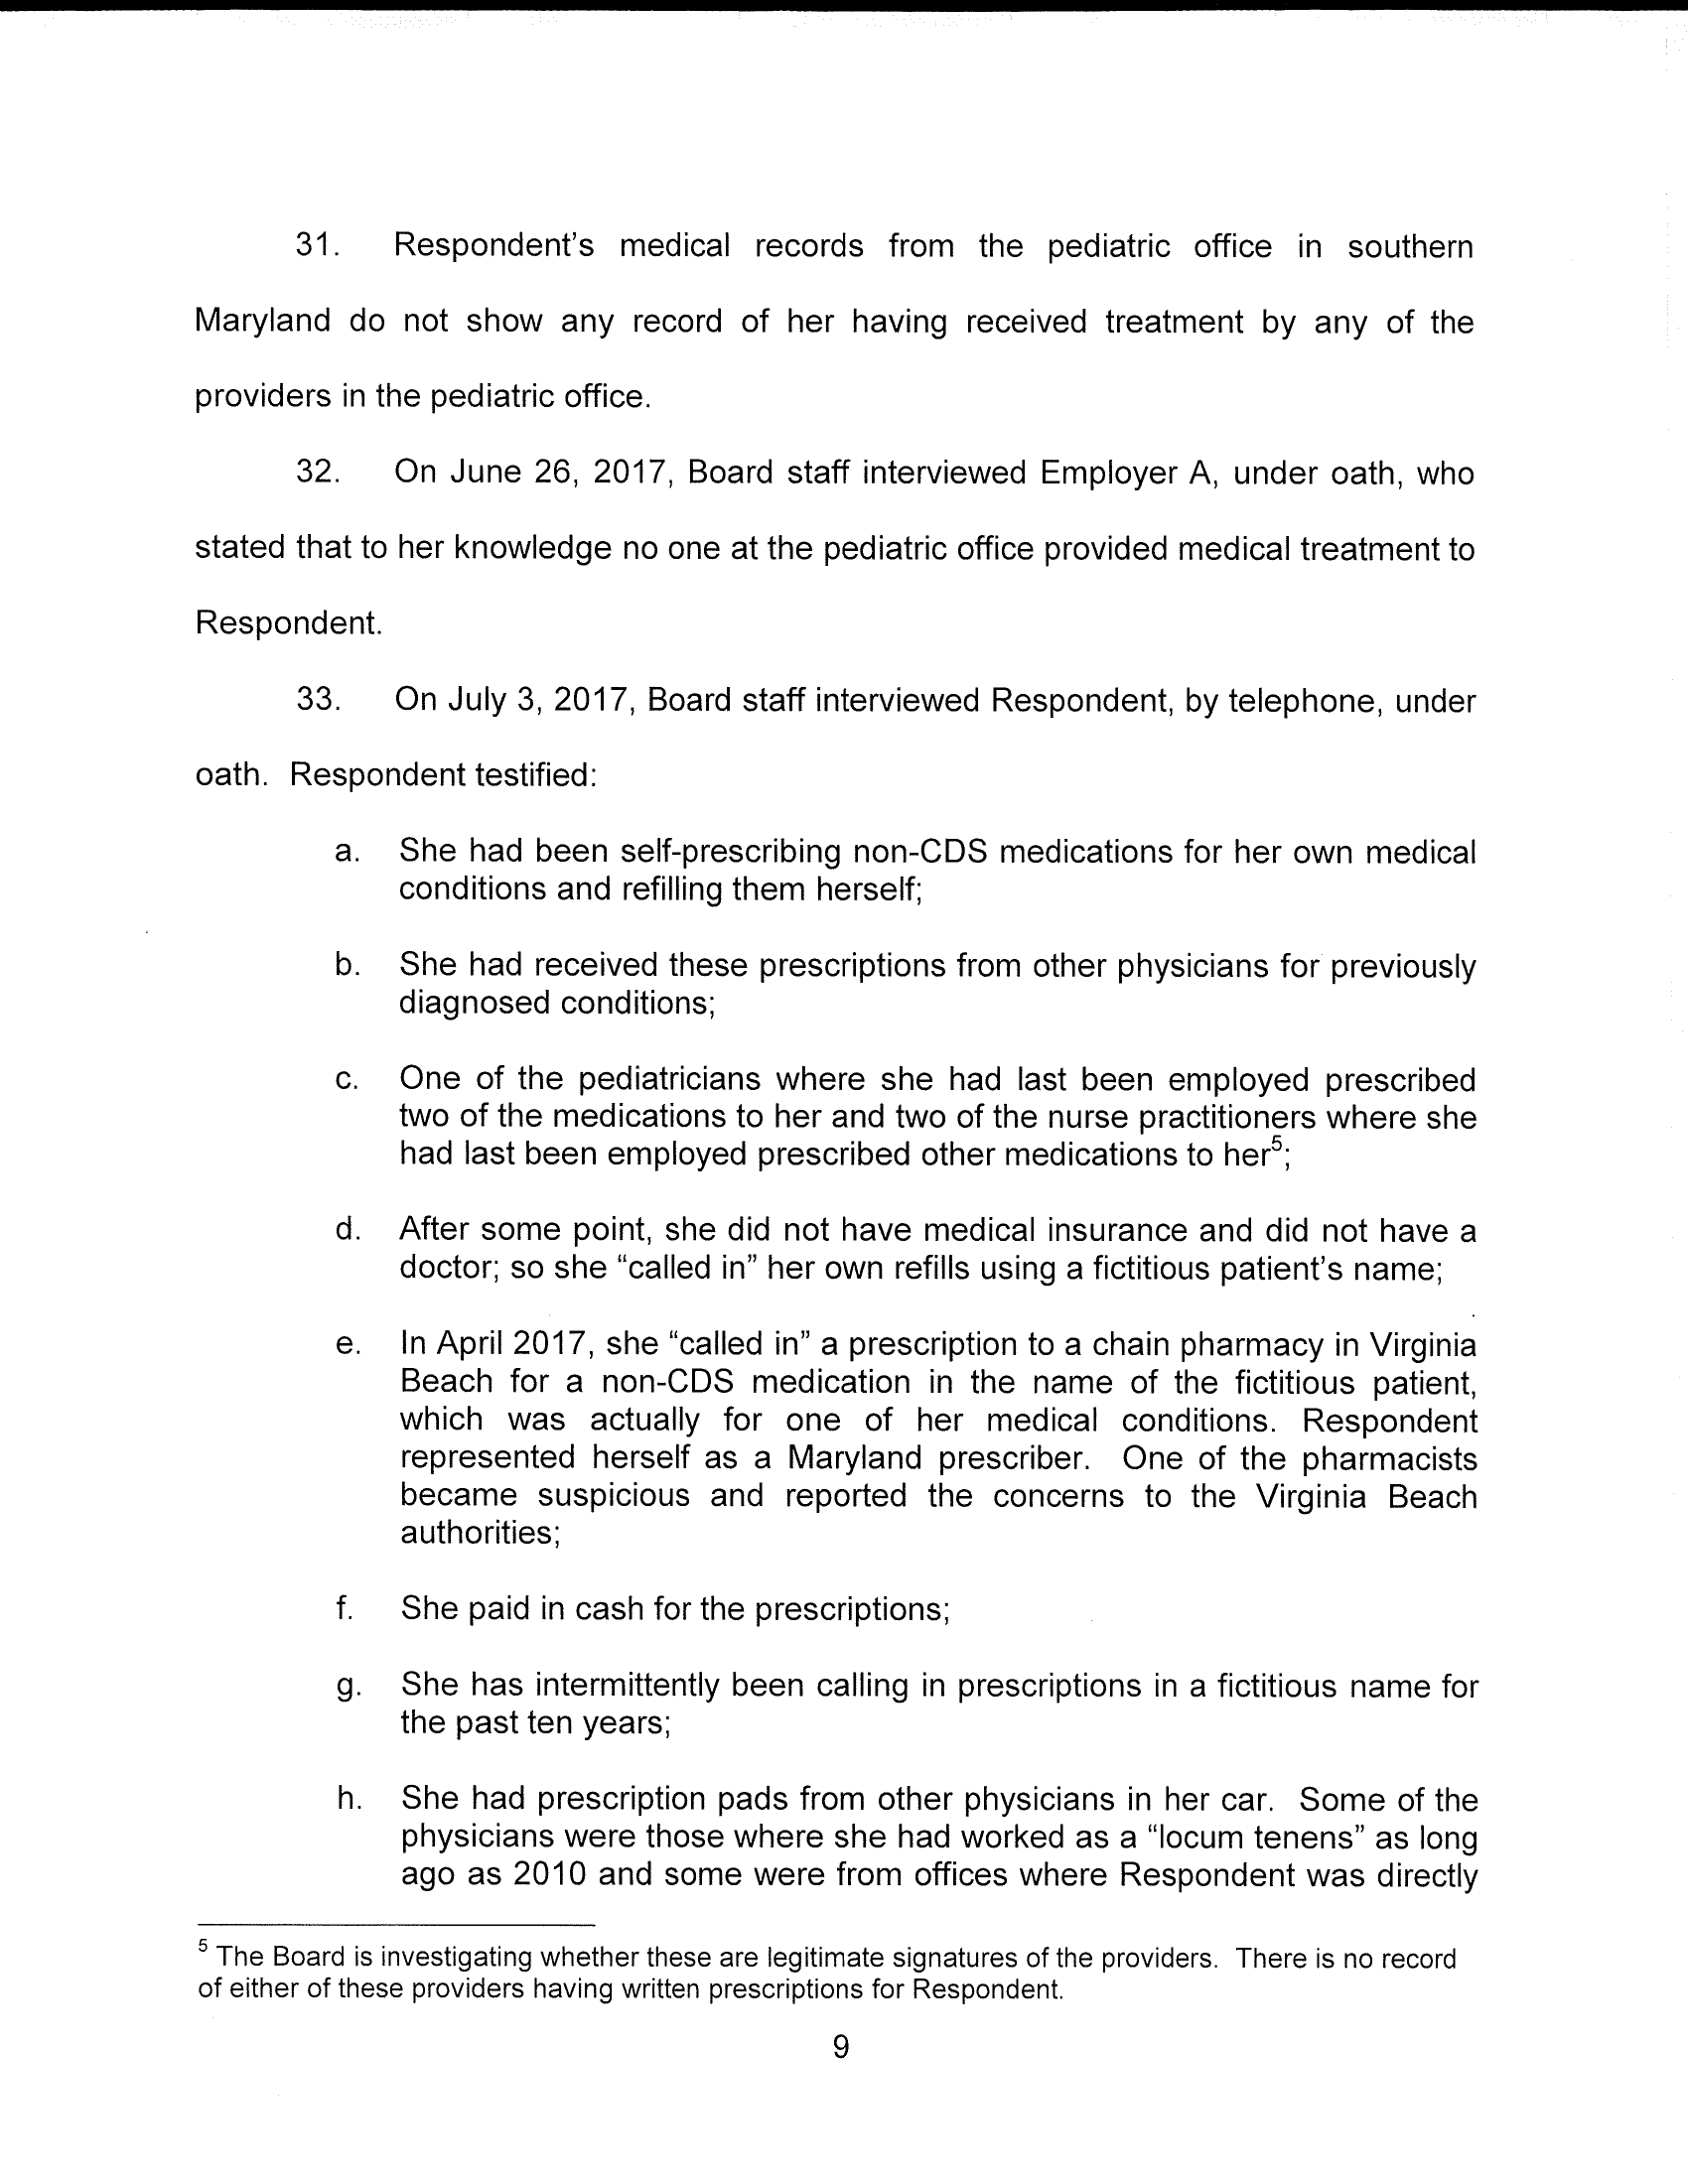 31. Respondent's medical records from the pediatric office in southern
Maryland do not show any record of her having received treatment by any of the
providers in the pediatric office.
32. On June 26, 2017, Board staff interviewed Employer A, under oath, who
stated that to her knowledge no one at the pediatric office provided medical treatment to
Respondent.
33. On July 3, 2017, Board staff interviewed Respondent, by telephone, under
oath. Respondent testified:
a. She had been self-prescribing non-CDS medications for her own medical
conditions and refilling them herself;
b. She had received these prescriptions from other physicians for previously
diagnosed conditions;
c. One of the pediatricians where she had last been employed prescribed
two of the medications to her and two of the nurse practitioners where she
had last been employed prescribed other medications to her5;
d. After some point, she did not have medical insurance and did not have a
doctor; so she “called in” her own refills using a fictitious patient's name;
e. In April 2017, she “called in” a prescription to a chain pharmacy in Virginia
Beach for a non-CDS medication in the name of the fictitious patient,
which was actually for one of her medical conditions. Respondent
represented herself as a Maryland prescriber. One of the pharmacists
became suspicious and reported the concerns to the Virginia Beach
authorities;
f. She paid in cash for the prescriptions;
g. She has intermittently been calling in prescriptions in a fictitious name for
the past ten years;
h. She had prescription pads from other physicians in her car. Some of the
physicians were those where she had worked as a “locum tenens” as long
ago as 2010 and some were from offices where Respondent was directly
5 The Board is investigating whether these are legitimate signatures of the providers. There is no record
of either of these providers having written prescriptions for Respondent.
9